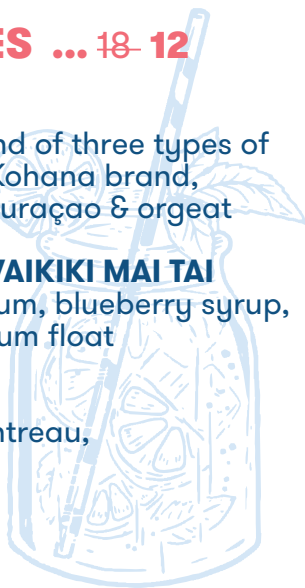 ES ... 18 12
nd of three types of
Kohana brand,
uraçao & orgeat
VAIKIKI MAI TAI
um, blueberry syrup,
um float
ntreau,